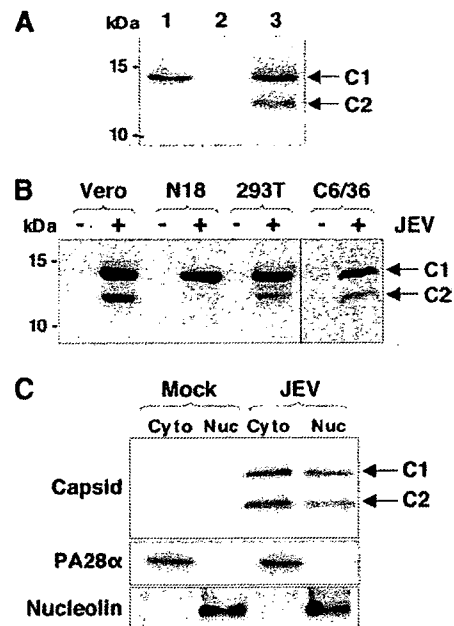 A kDa 1 2 3
15
C1
C2
10
B Vero N18 293T C6/36
kDa - + - + - + - + JEV
15
C1
C2
10
C Mock JEV
Cyto Nuc Cyto Nuc
Capsid
C1
C2
PA28α
Nucleolin